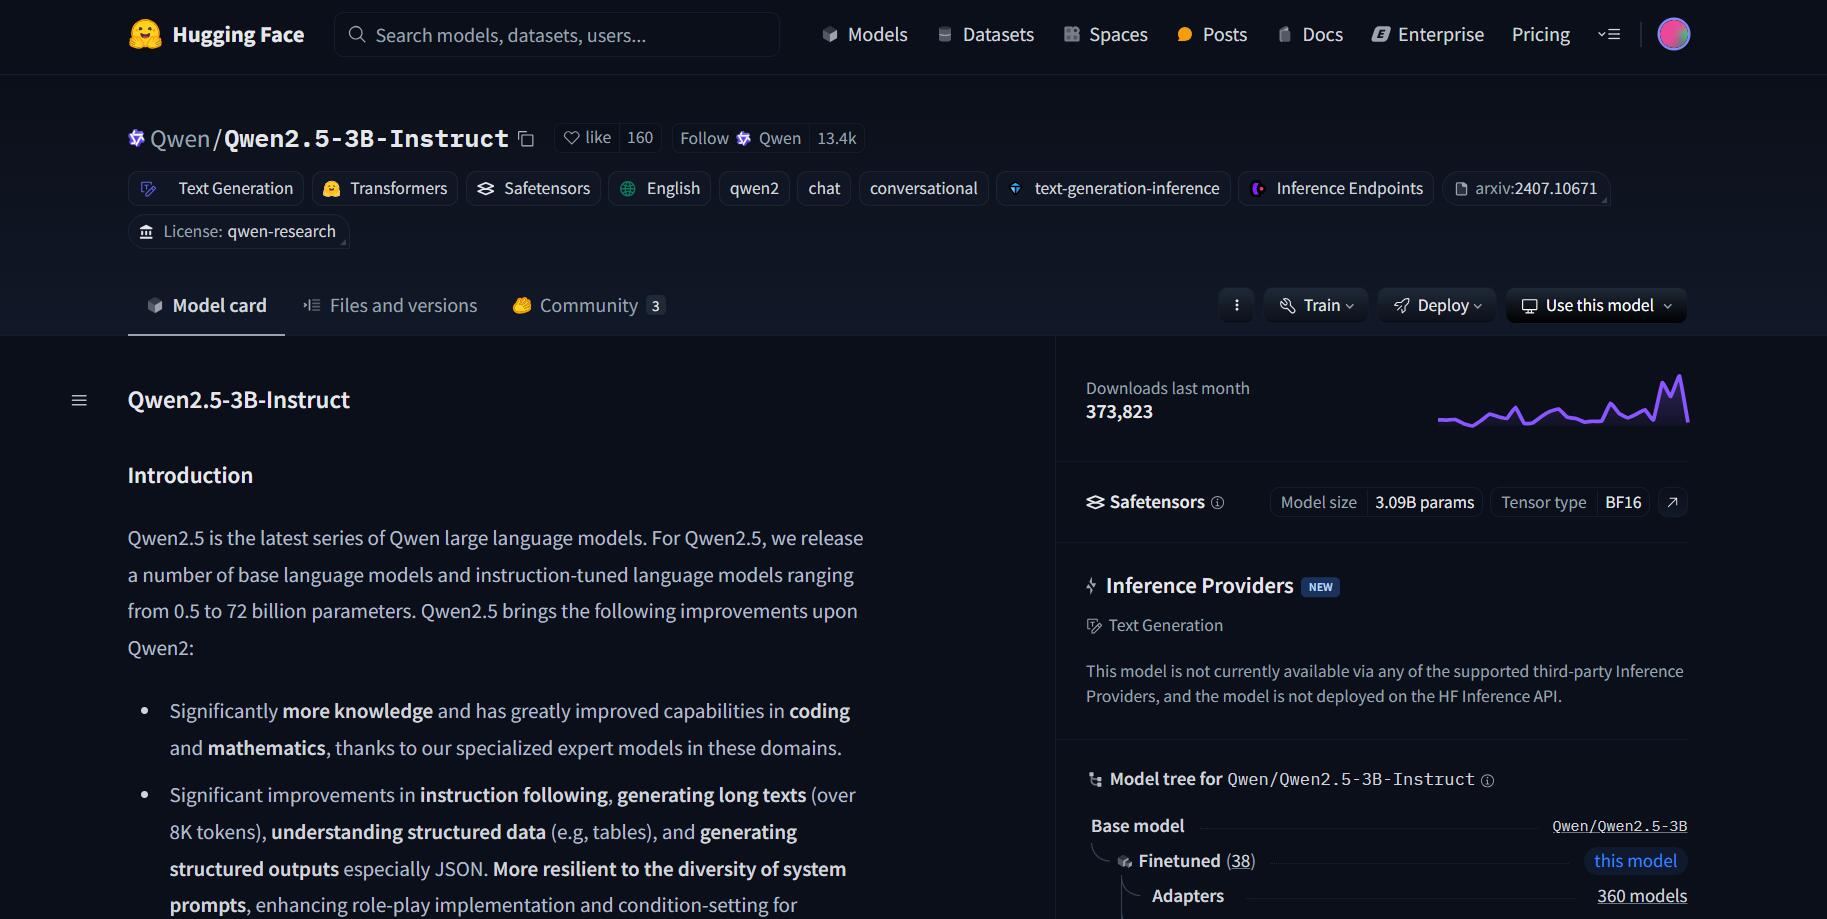 Hugging Face
Search models, datasets, users...
Models
Datasets
Spaces
Posts
Docs
Enterprise
Pricing
Qwen/Qwen2.5-3B-Instruct
like 160
Follow Qwen 13.4k
Text Generation
Transformers
Safetensors
English
qwen2
chat
conversational
text-generation-inference
Inference Endpoints
arxiv:2407.10671
License: qwen-research
Model card
Files and versions
Community 3
Train
Deploy
Use this model
Qwen2.5-3B-Instruct
Introduction
Qwen2.5 is the latest series of Qwen large language models. For Qwen2.5, we release
a number of base language models and instruction-tuned language models ranging
from 0.5 to 72 billion parameters. Qwen2.5 brings the following improvements upon
Qwen2:
• Significantly more knowledge and has greatly improved capabilities in coding
and mathematics, thanks to our specialized expert models in these domains.
• Significant improvements in instruction following, generating long texts (over
8K tokens), understanding structured data (e.g, tables), and generating
structured outputs especially JSON. More resilient to the diversity of system
prompts, enhancing role-play implementation and condition-setting for
Downloads last month
373,823
Safetensors
Model size 3.09B params
Tensor type BF16
Inference Providers NEW
Text Generation
This model is not currently available via any of the supported third-party Inference
Providers, and the model is not deployed on the HF Inference API.
Model tree for Qwen/Qwen2.5-3B-Instruct
Base model Qwen/Qwen2.5-3B
Finetuned (38) this model
Adapters 360 models